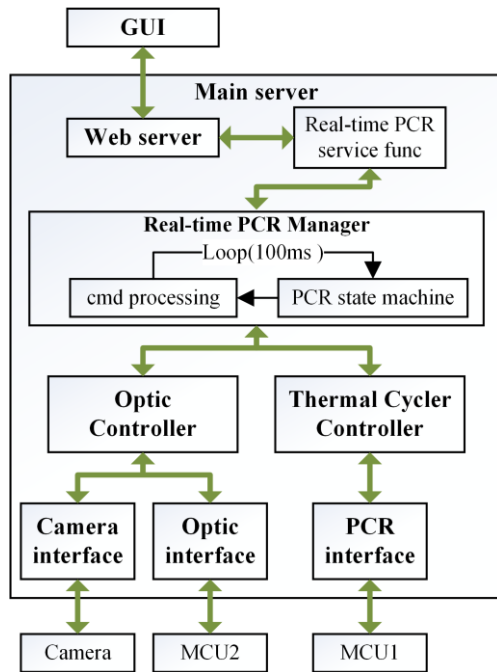 GUI
Main server
Web server
Real-time PCR
service func
Real-time PCR Manager
Loop(100ms )
cmd processing
PCR state machine
Optic
Controller
Thermal Cycler
Controller
Camera
interface
Optic
interface
PCR
interface
Camera
MCU2
MCU1